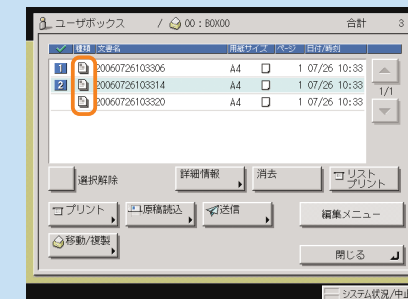 ユーザボックス / 00 : BOX00 合計 3
種類 文書名 用紙サイズ ページ 日付/時刻
1 20060726103306 A4 1 07/26 10:33
2 20060726103314 A4 1 07/26 10:33
20060726103320 A4 1 07/26 10:33
1/1
選択解除 詳細情報 消去 リスト
プリント
プリント 原稿読込 送信 編集メニュー
移動/複製
閉じる
システム状況/中止